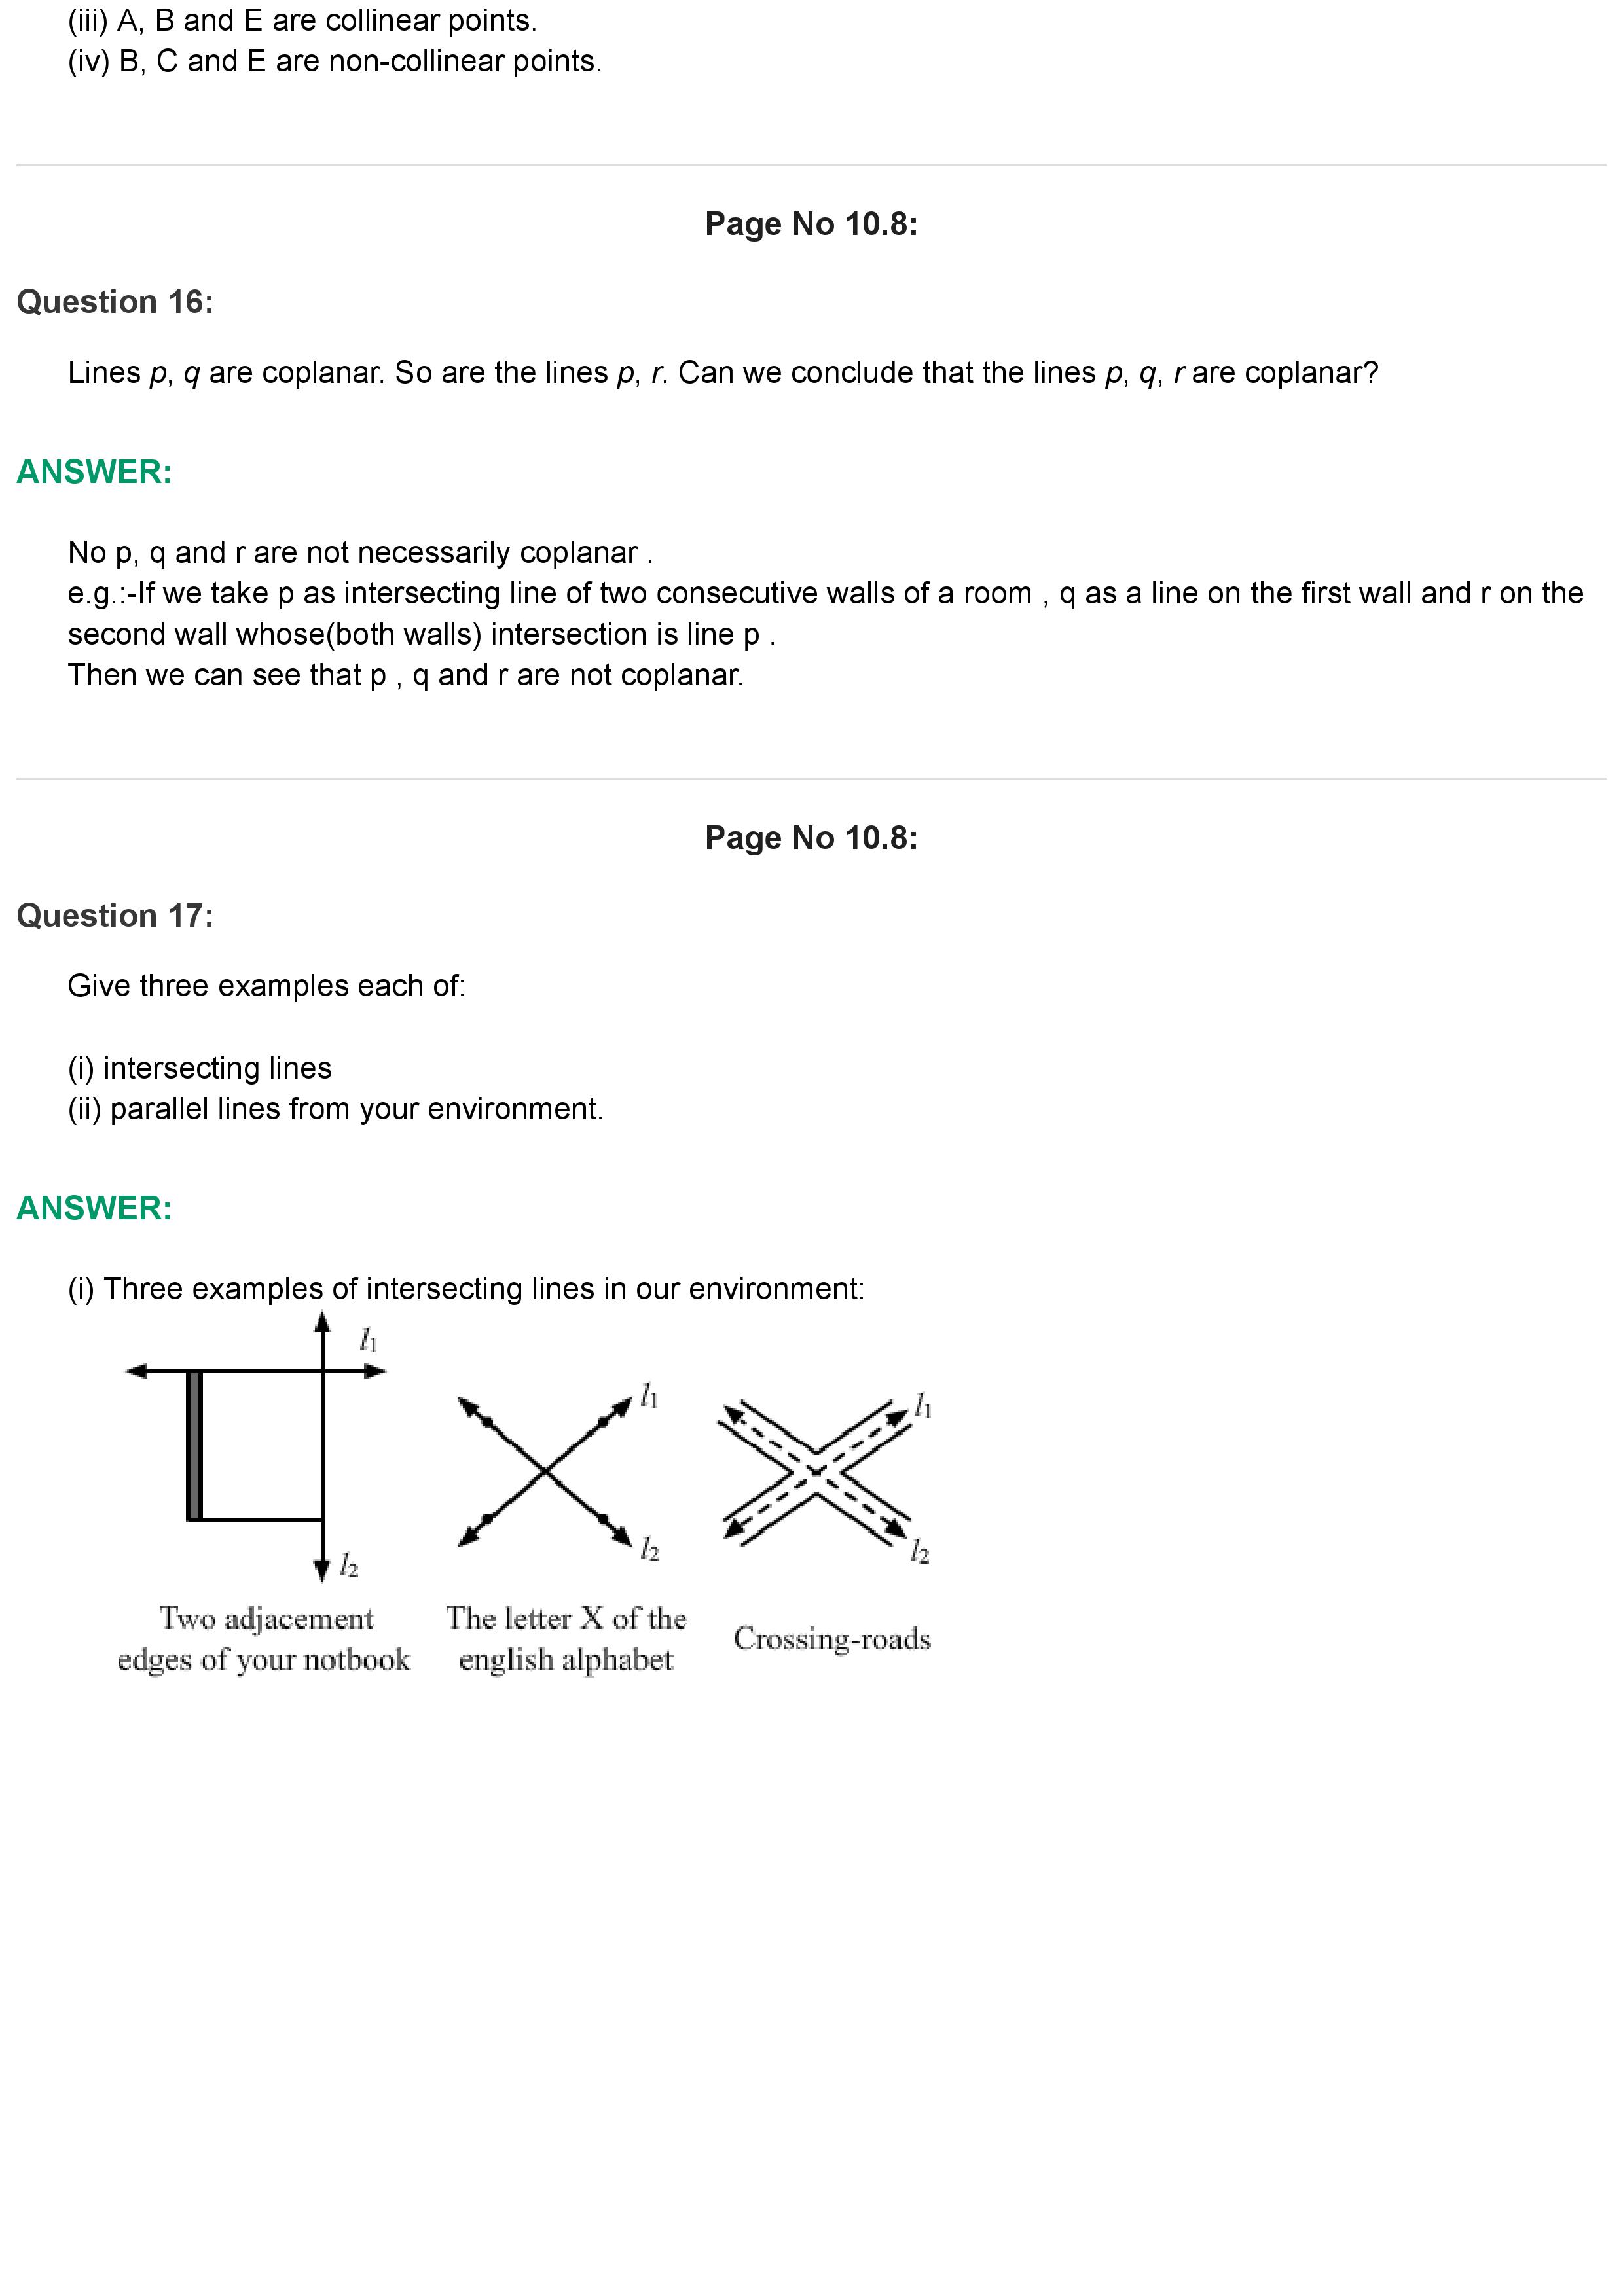 (iii) A, B and E are collinear points.
(iv) B, C and E are non-collinear points.
Page No 10.8:
Question 16:
Lines p, q are coplanar. So are the lines p, r. Can we conclude that the lines p, q, r are coplanar?
ANSWER:
No p, q and r are not necessarily coplanar .
e.g.:-If we take p as intersecting line of two consecutive walls of a room , q as a line on the first wall and r on the
second wall whose(both walls) intersection is line p .
Then we can see that p , q and r are not coplanar.
Page No 10.8:
Question 17:
Give three examples each of:
(i) intersecting lines
(ii) parallel lines from your environment.
ANSWER:
(i) Three examples of intersecting lines in our environment:
l1
l2
Two adjacement
edges of your notbook
l1
l2
The letter X of the
english alphabet
l1
l2
Crossing-roads